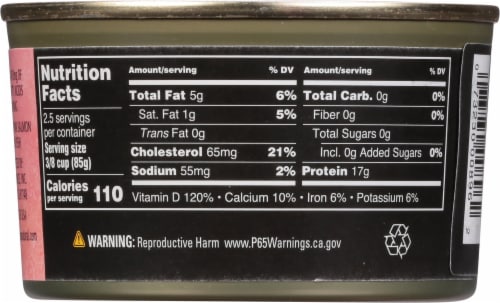 Nutrition
Facts
2.5 servings
per container
Serving size
3/8 cup (85g)
Calories
per serving 110
Amount/serving % DV
Total Fat 5g 6%
Sat. Fat 1g 5%
Trans Fat 0g
Cholesterol 65mg 21%
Sodium 55mg 2%
Amount/serving % DV
Total Carb. 0g 0%
Fiber 0g 0%
Total Sugars 0g
Incl. 0g Added Sugars 0%
Protein 17g
Vitamin D 120% • Calcium 10% • Iron 6% • Potassium 6%
WARNING: Reproductive Harm www.P65Warnings.ca.gov
SALMON